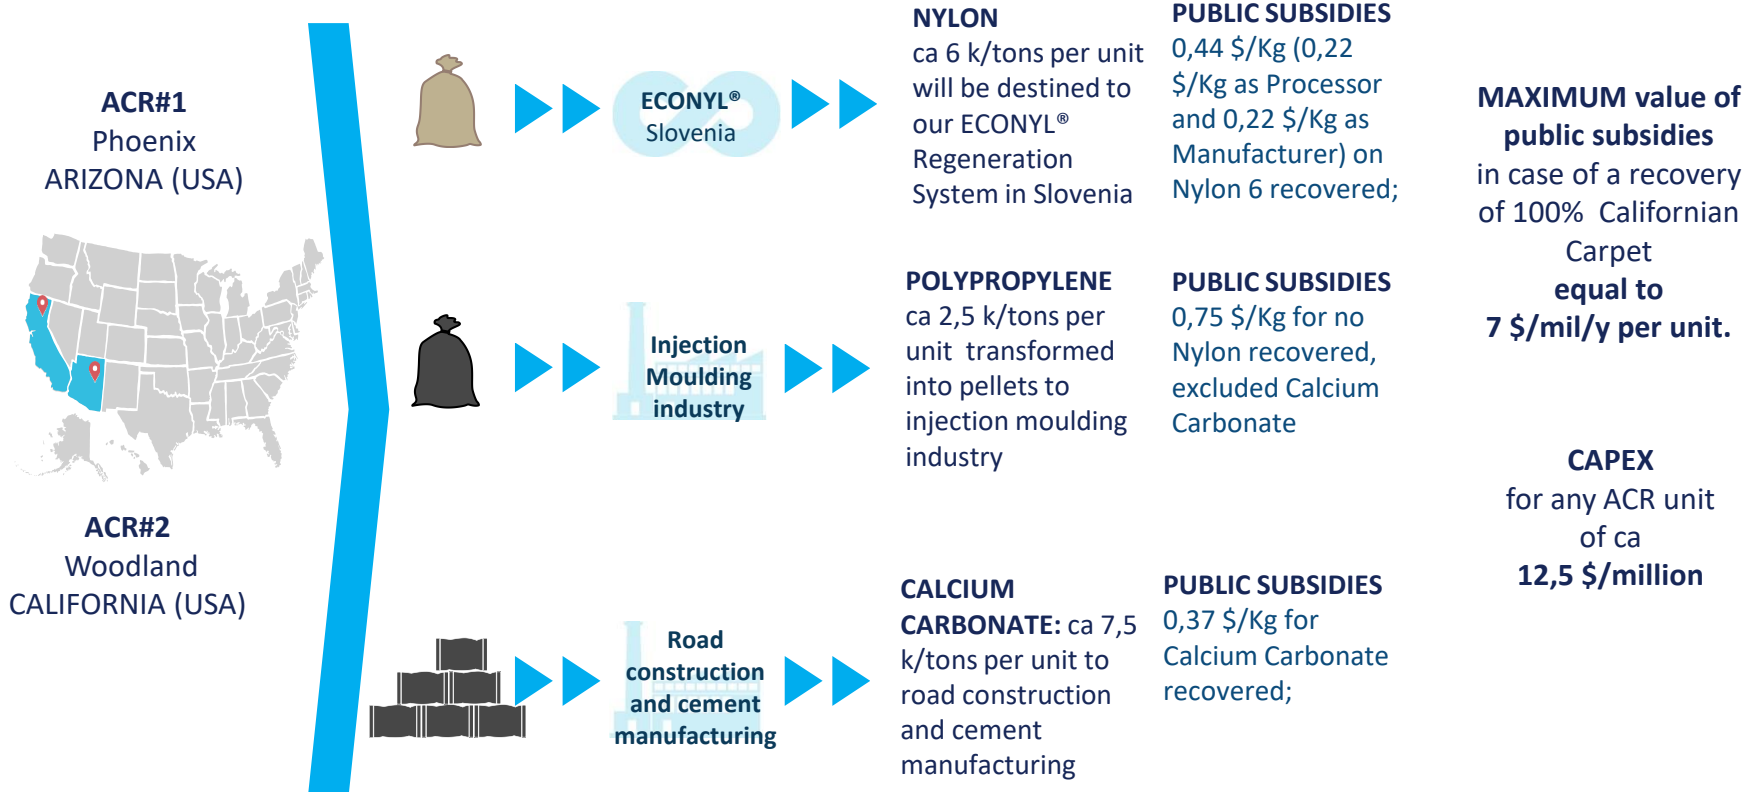 ACR#1
Phoenix
ARIZONA (USA)
ACR#2
Woodland
CALIFORNIA (USA)
ECONYL®
Slovenia
NYLON
ca 6 k/tons per unit
will be destined to
our ECONYL®
Regeneration
System in Slovenia
PUBLIC SUBSIDIES
0,44 $/Kg (0,22
$/Kg as Processor
and 0,22 $/Kg as
Manufacturer) on
Nylon 6 recovered;
Injection
Moulding
industry
POLYPROPYLENE
ca 2,5 k/tons per
unit transformed
into pellets to
injection moulding
industry
PUBLIC SUBSIDIES
0,75 $/Kg for no
Nylon recovered,
excluded Calcium
Carbonate
Road
construction
and cement
manufacturing
CALCIUM
CARBONATE: ca 7,5
k/tons per unit to
road construction
and cement
manufacturing
PUBLIC SUBSIDIES
0,37 $/Kg for
Calcium Carbonate
recovered;
MAXIMUM value of
public subsidies
in case of a recovery
of 100% Californian
Carpet
equal to
7 $/mil/y per unit.
CAPEX
for any ACR unit
of ca
12,5 $/million